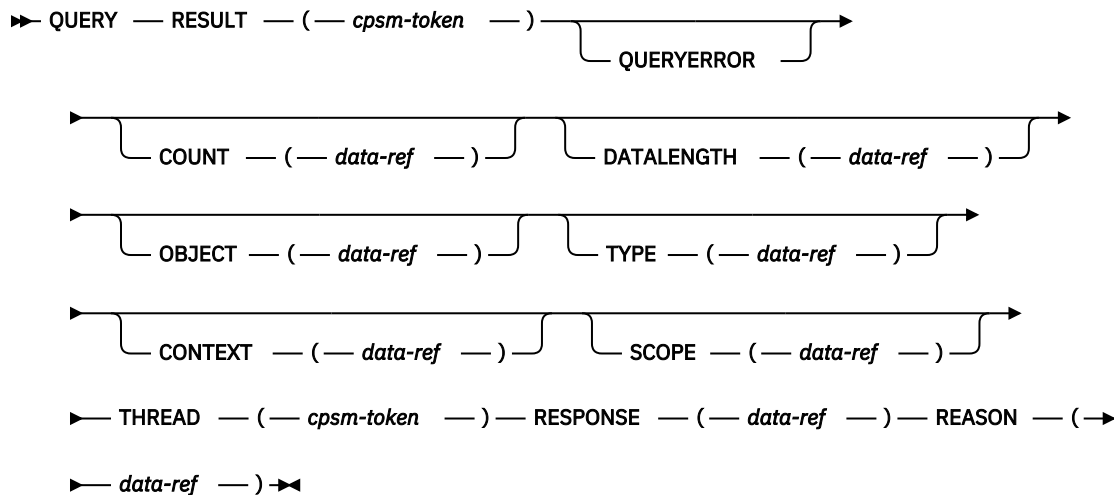 QUERY RESULT ( cpsm-token )
QUERYERROR
COUNT ( data-ref ) DATALENGTH ( data-ref )
OBJECT ( data-ref ) TYPE ( data-ref )
CONTEXT ( data-ref ) SCOPE ( data-ref )
THREAD ( cpsm-token ) RESPONSE ( data-ref ) REASON (
data-ref )